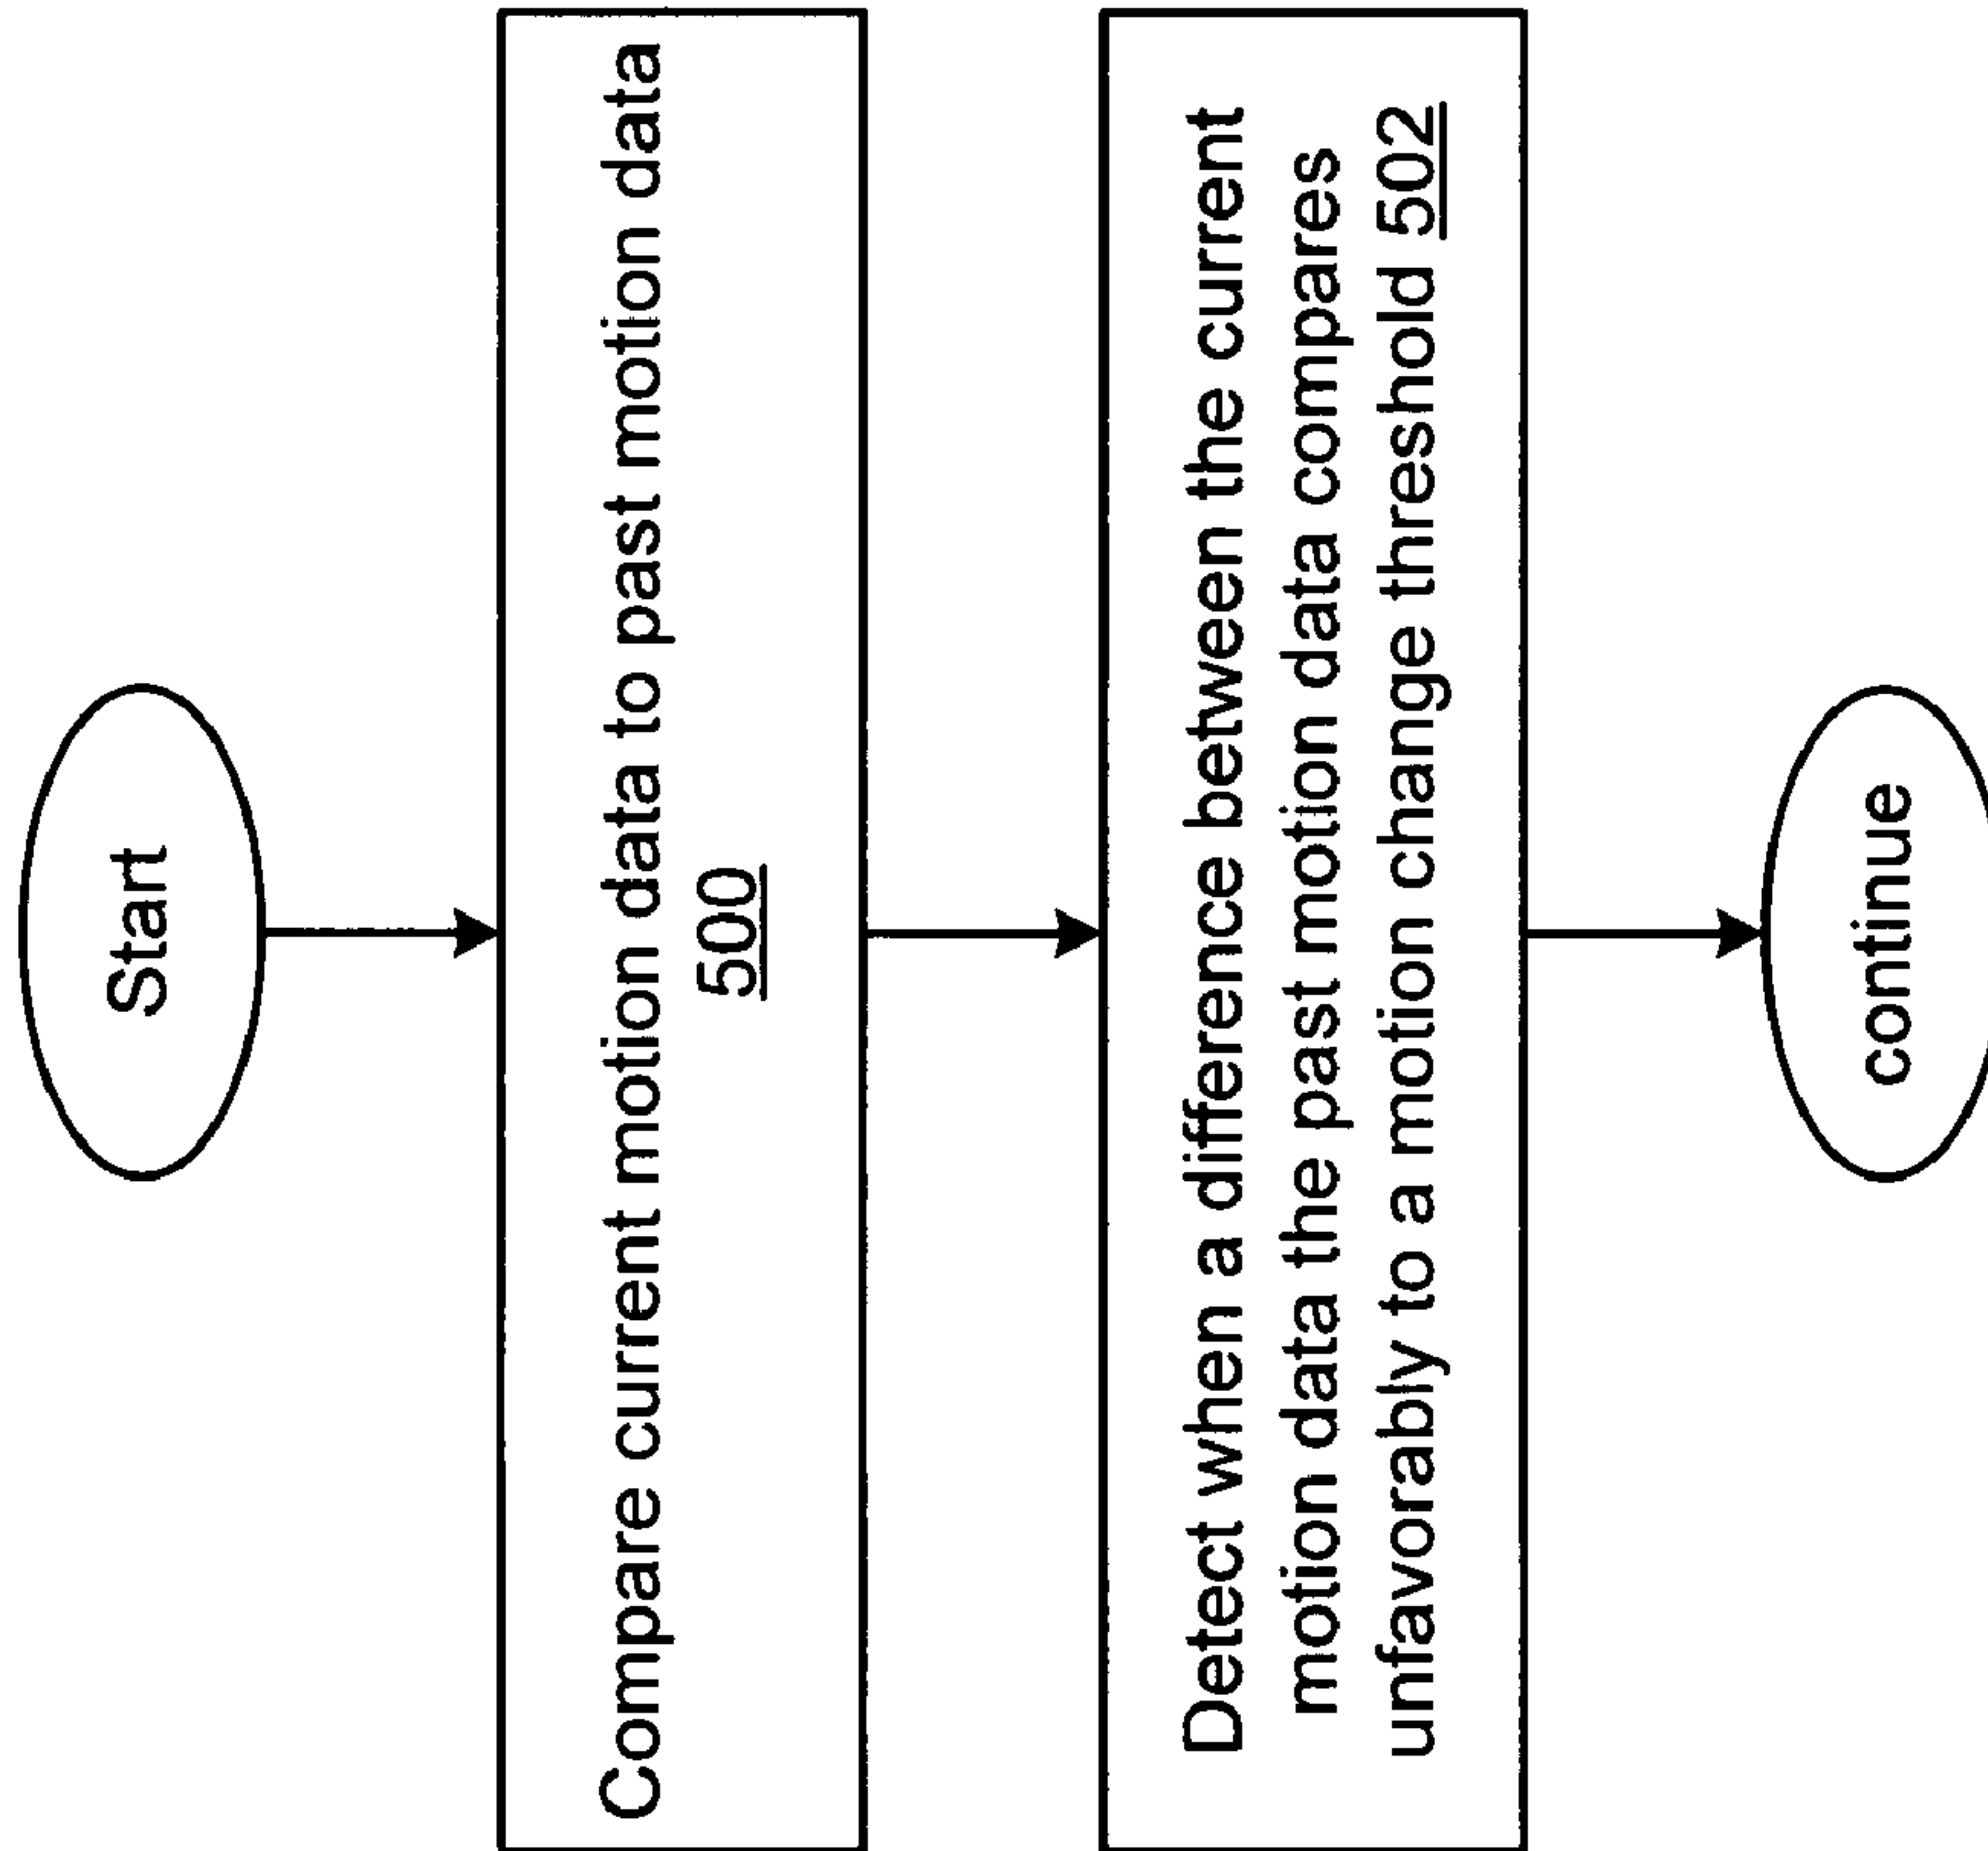 Start
Compare current motion data to past motion data
500
Detect when a difference between the current
motion data the past motion data compares
unfavorably to a motion change threshold 502
continue